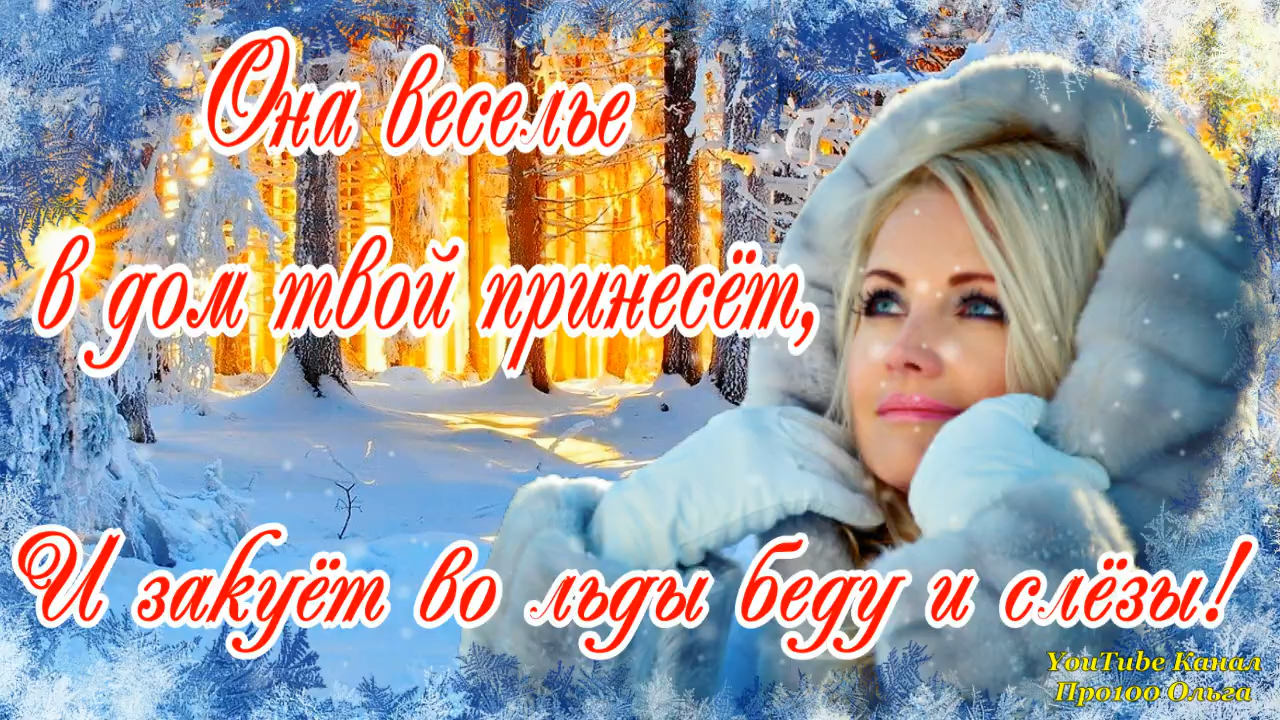 Она веселье
в дом твой принесёт,
И закуёт во льды беду и слёзы!
YouTube Канал
Про100 Ольга